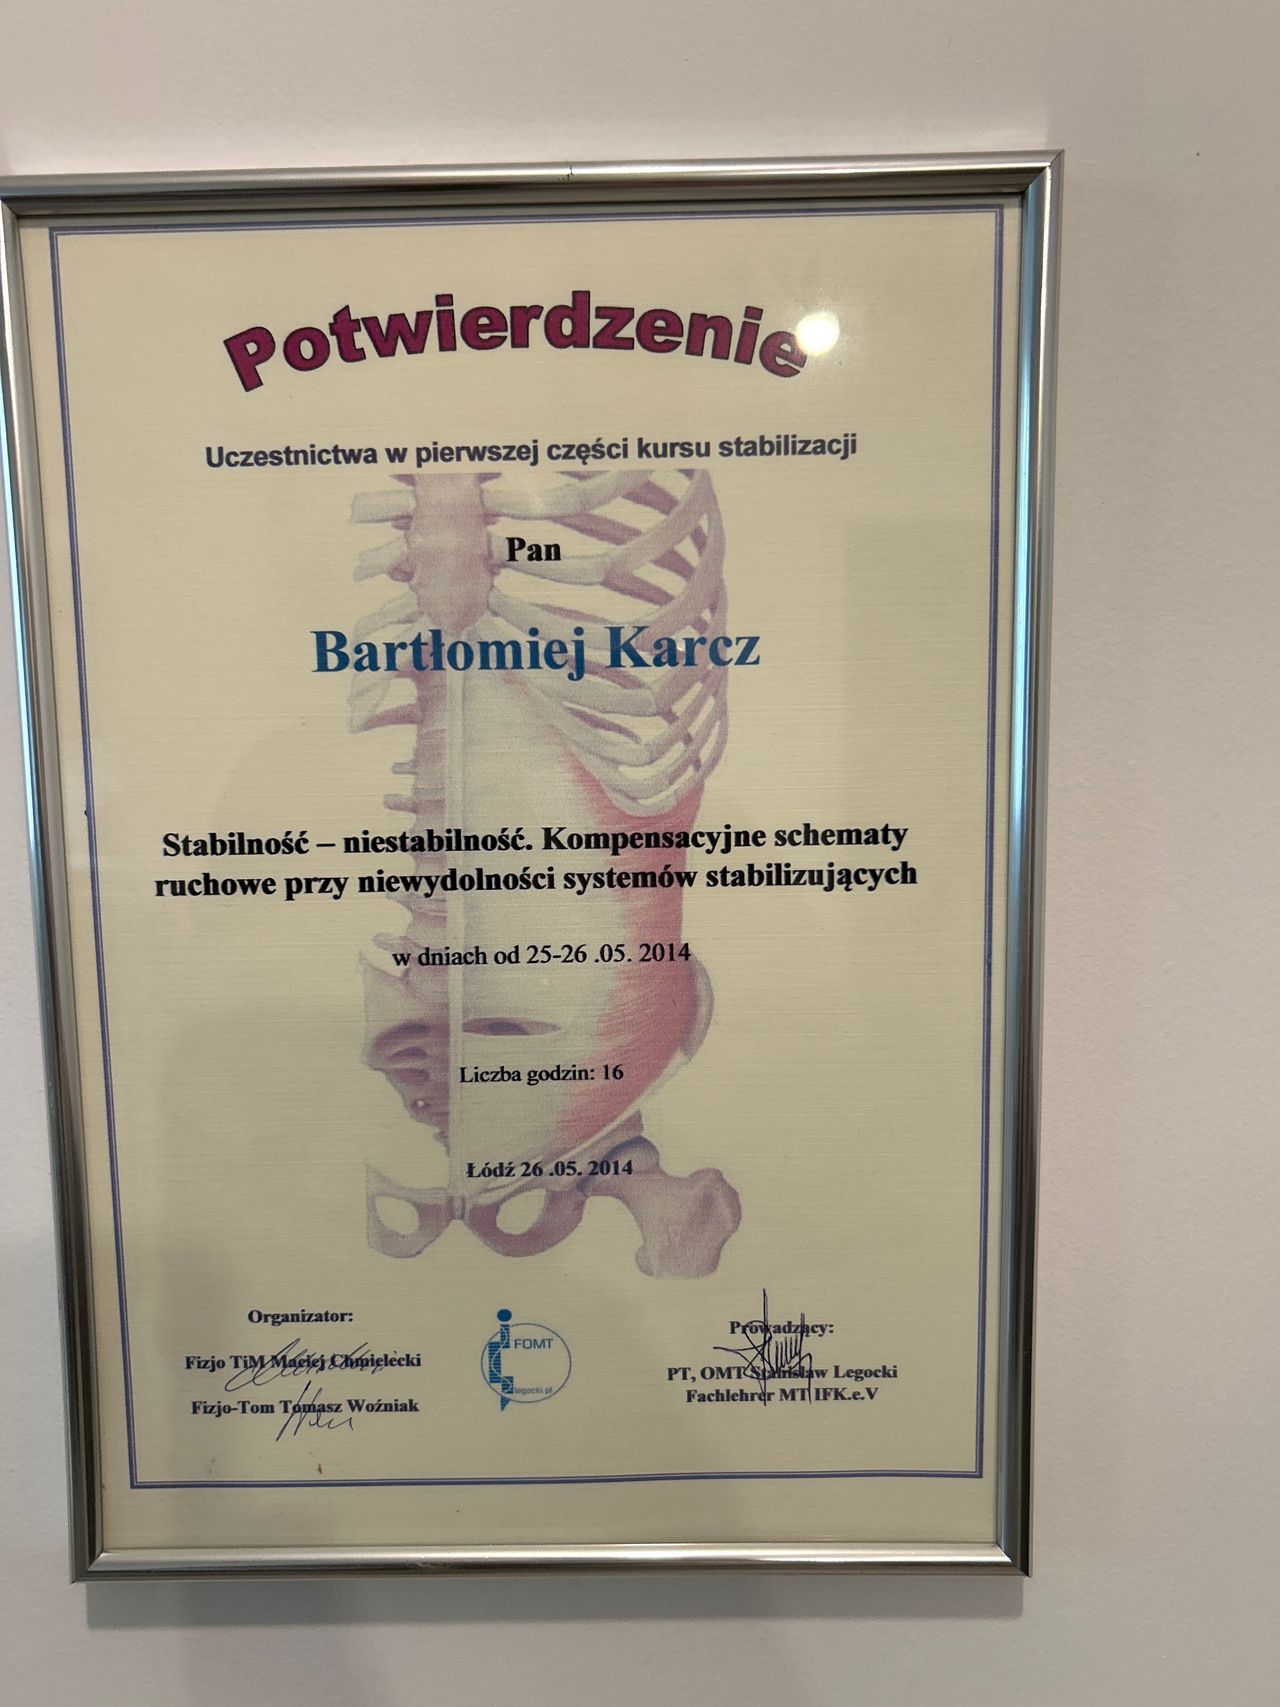 Potwierdzenie
Uczestnictwa w pierwszej części kursu stabilizacji
Pan
Bartłomiej Karcz
Stabilność – niestabilność. Kompensacyjne schematy
ruchowe przy niewydolności systemów stabilizujących
w dniach od 25-26 .05. 2014
Liczba godzin: 16
Łódź 26 .05. 2014
Organizator:
Fizjo TiM Maciej Chmielecki
Fizjo-Tom Tomasz Woźniak
FOMT
legocki.pl
Prowadzący:
PT, OMT Stanisław Legocki
Fachlehrer MT IFK.e.V